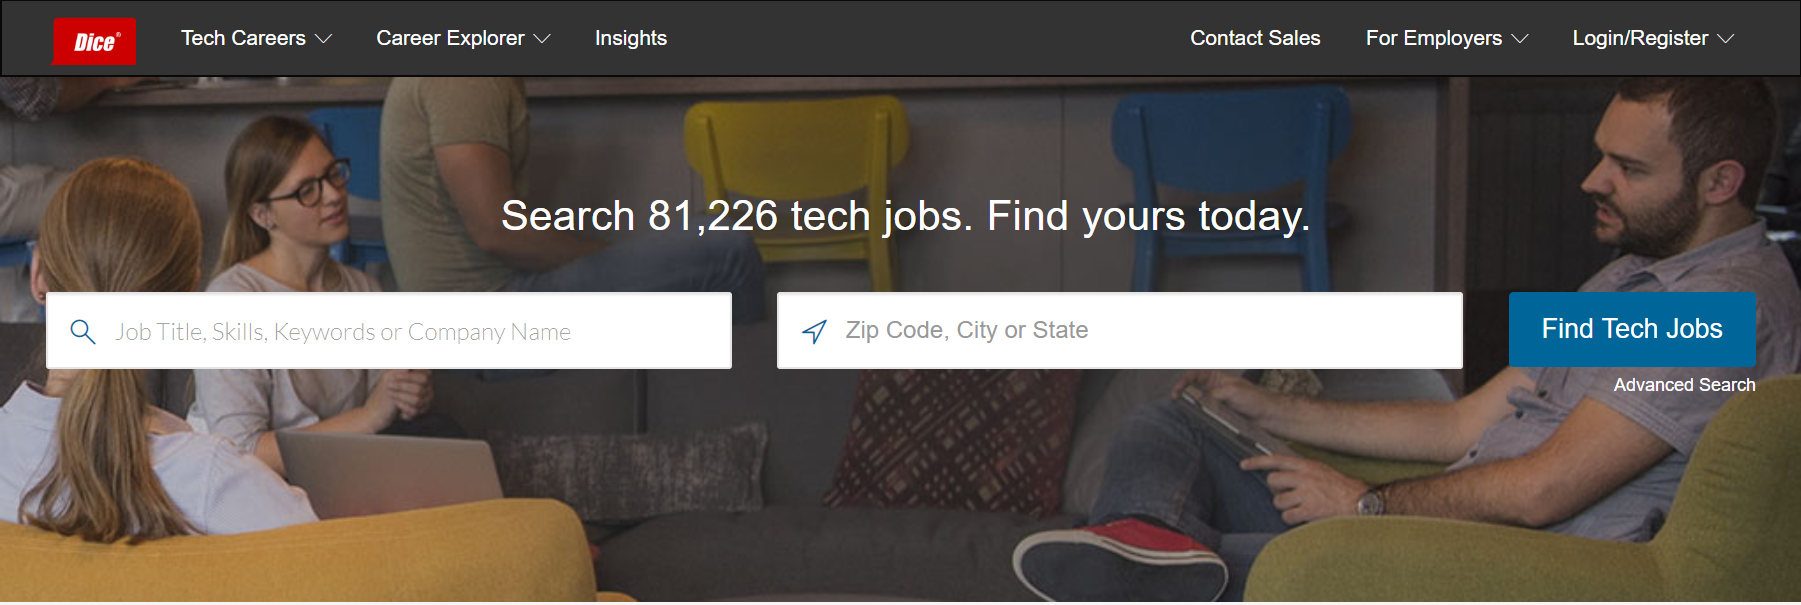 Dice®
Tech Careers
Career Explorer
Insights
Contact Sales
For Employers
Login/Register
Search 81,226 tech jobs. Find yours today.
Job Title, Skills, Keywords or Company Name
Zip Code, City or State
Find Tech Jobs
Advanced Search